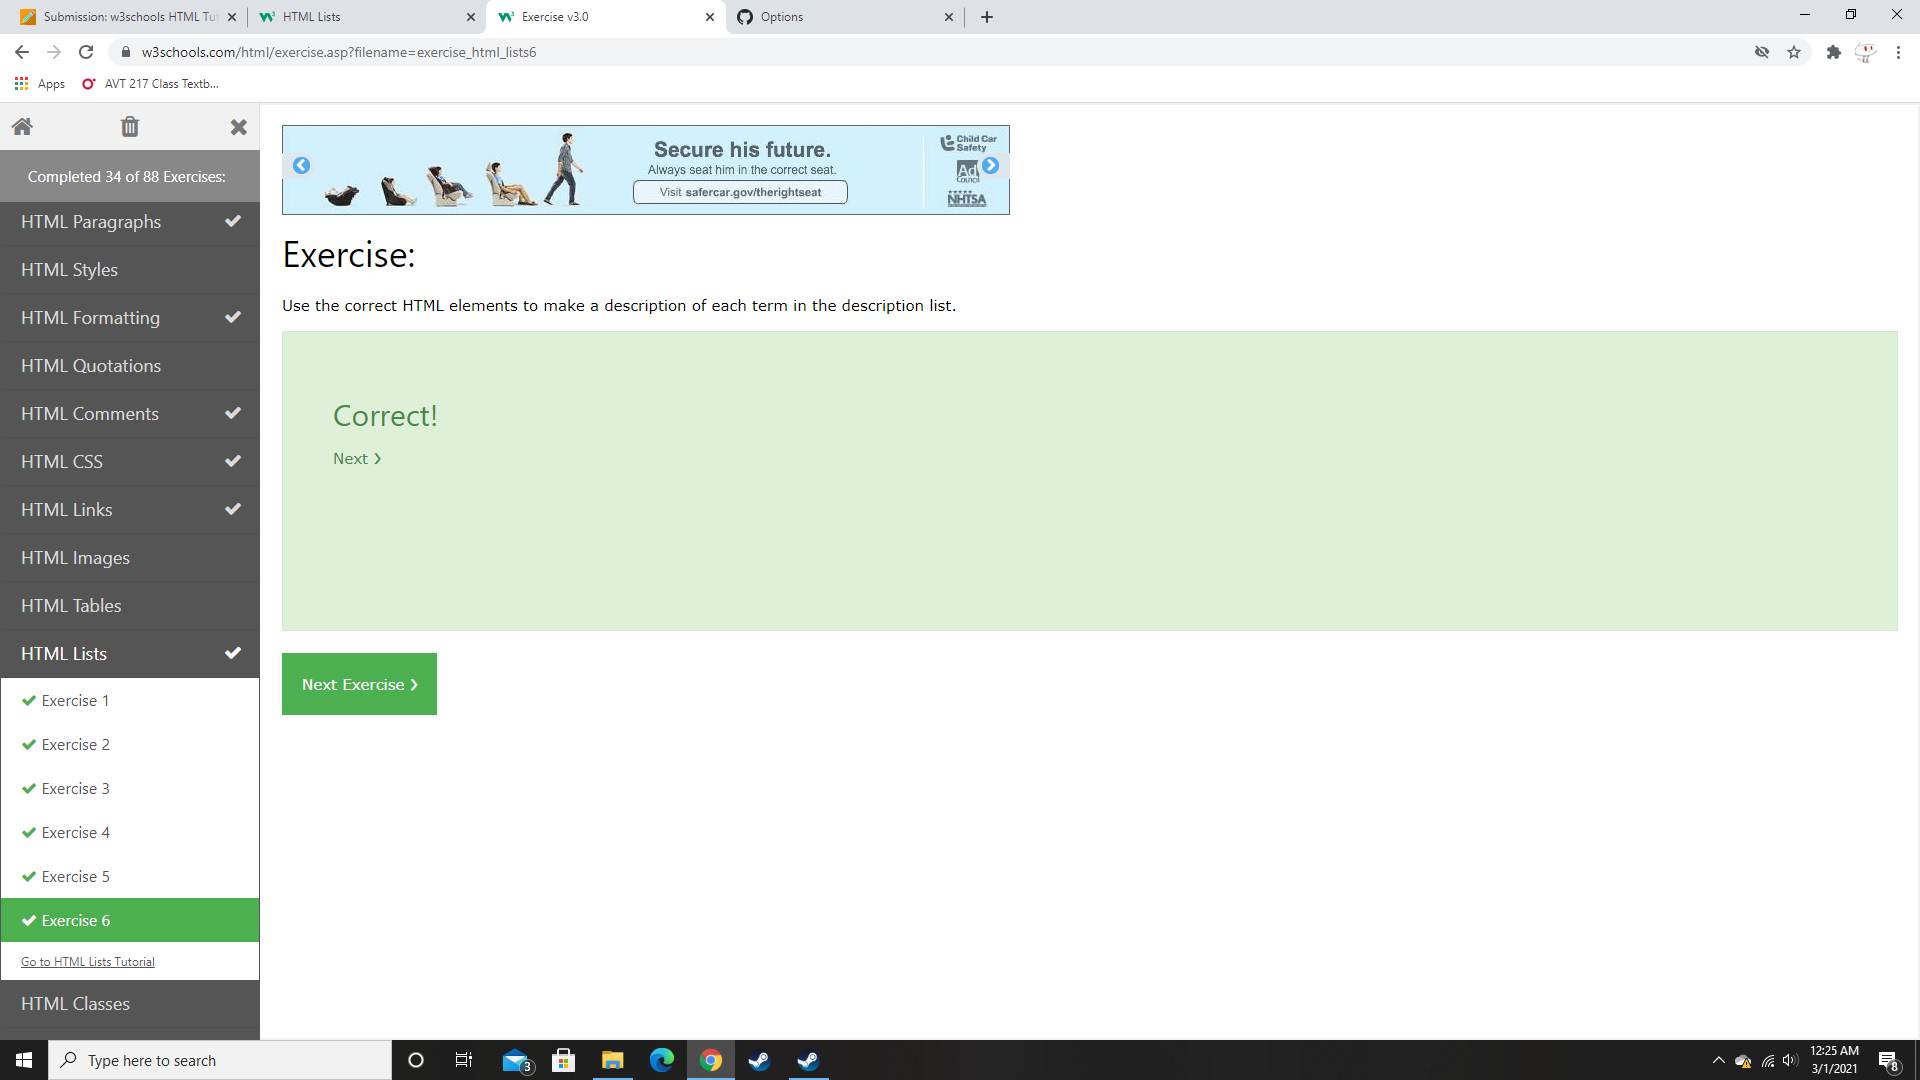 Submission: w3schools HTML Tut
HTML Lists
Exercise v3.0
Options
w3schools.com/html/exercise.asp?filename=exercise_html_lists6
Apps
AVT 217 Class Textb...
Completed 34 of 88 Exercises:
HTML Paragraphs
HTML Styles
HTML Formatting
HTML Quotations
HTML Comments
HTML CSS
HTML Links
HTML Images
HTML Tables
HTML Lists
Exercise 1
Exercise 2
Exercise 3
Exercise 4
Exercise 5
Exercise 6
Go to HTML Lists Tutorial
HTML Classes
Secure his future.
Always seat him in the correct seat.
Visit safercar.gov/therightseat
Child Car
Safety
Ad
Council
NHTSA
Exercise:
Use the correct HTML elements to make a description of each term in the description list.
Correct!
Next ❯
Next Exercise ❯
Type here to search
3
12:25 AM
3/1/2021
8